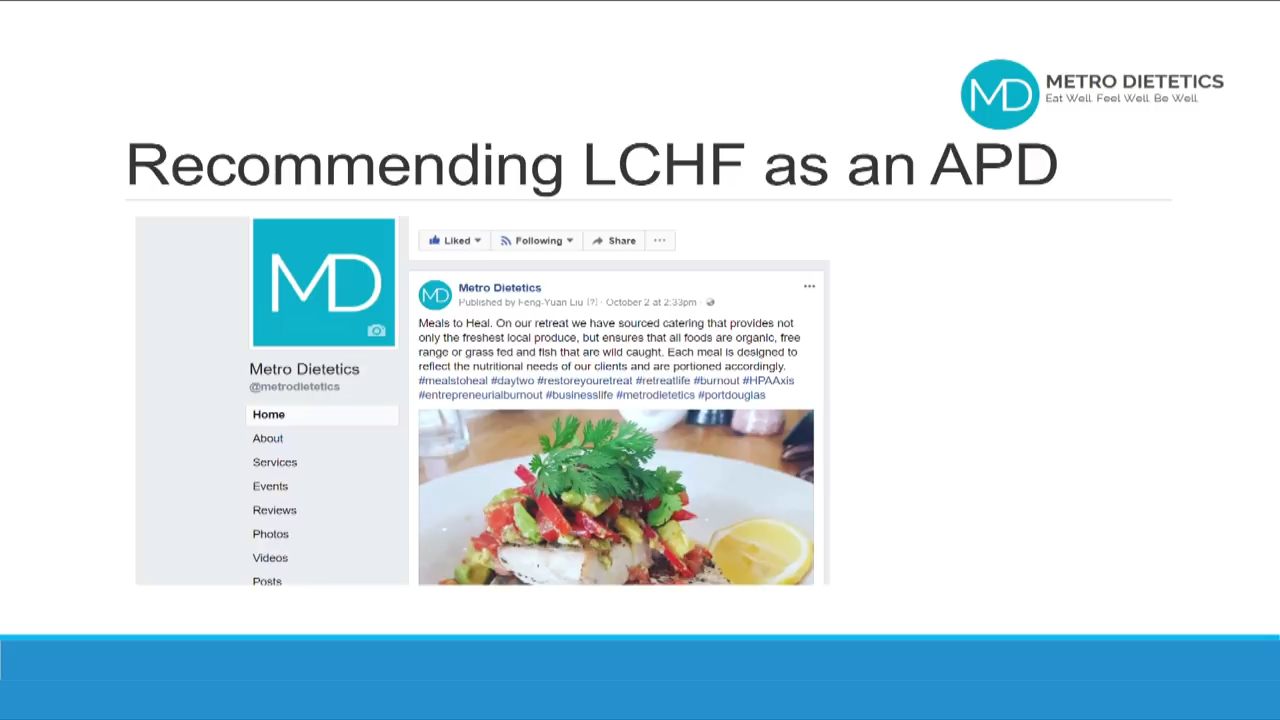 MD METRO DIETETICS
Eat Well. Feel Well. Be Well.
Recommending LCHF as an APD
MD
Metro Dietetics
@metrodietetics
Home
About
Services
Events
Reviews
Photos
Videos
Posts
Liked Following Share ...
MD Metro Dietetics ...
Published by Feng-Yuan Liu [?] · October 2 at 2:33pm ·
Meals to Heal. On our retreat we have sourced catering that provides not
only the freshest local produce, but ensures that all foods are organic, free
range or grass fed and fish that are wild caught. Each meal is designed to
reflect the nutritional needs of our clients and are portioned accordingly.
#mealstoheal #daytwo #restoreyouretreat #retreatlife #burnout #HPAAxis
#entrepreneurialburnout #businesslife #metrodietetics #portdouglas